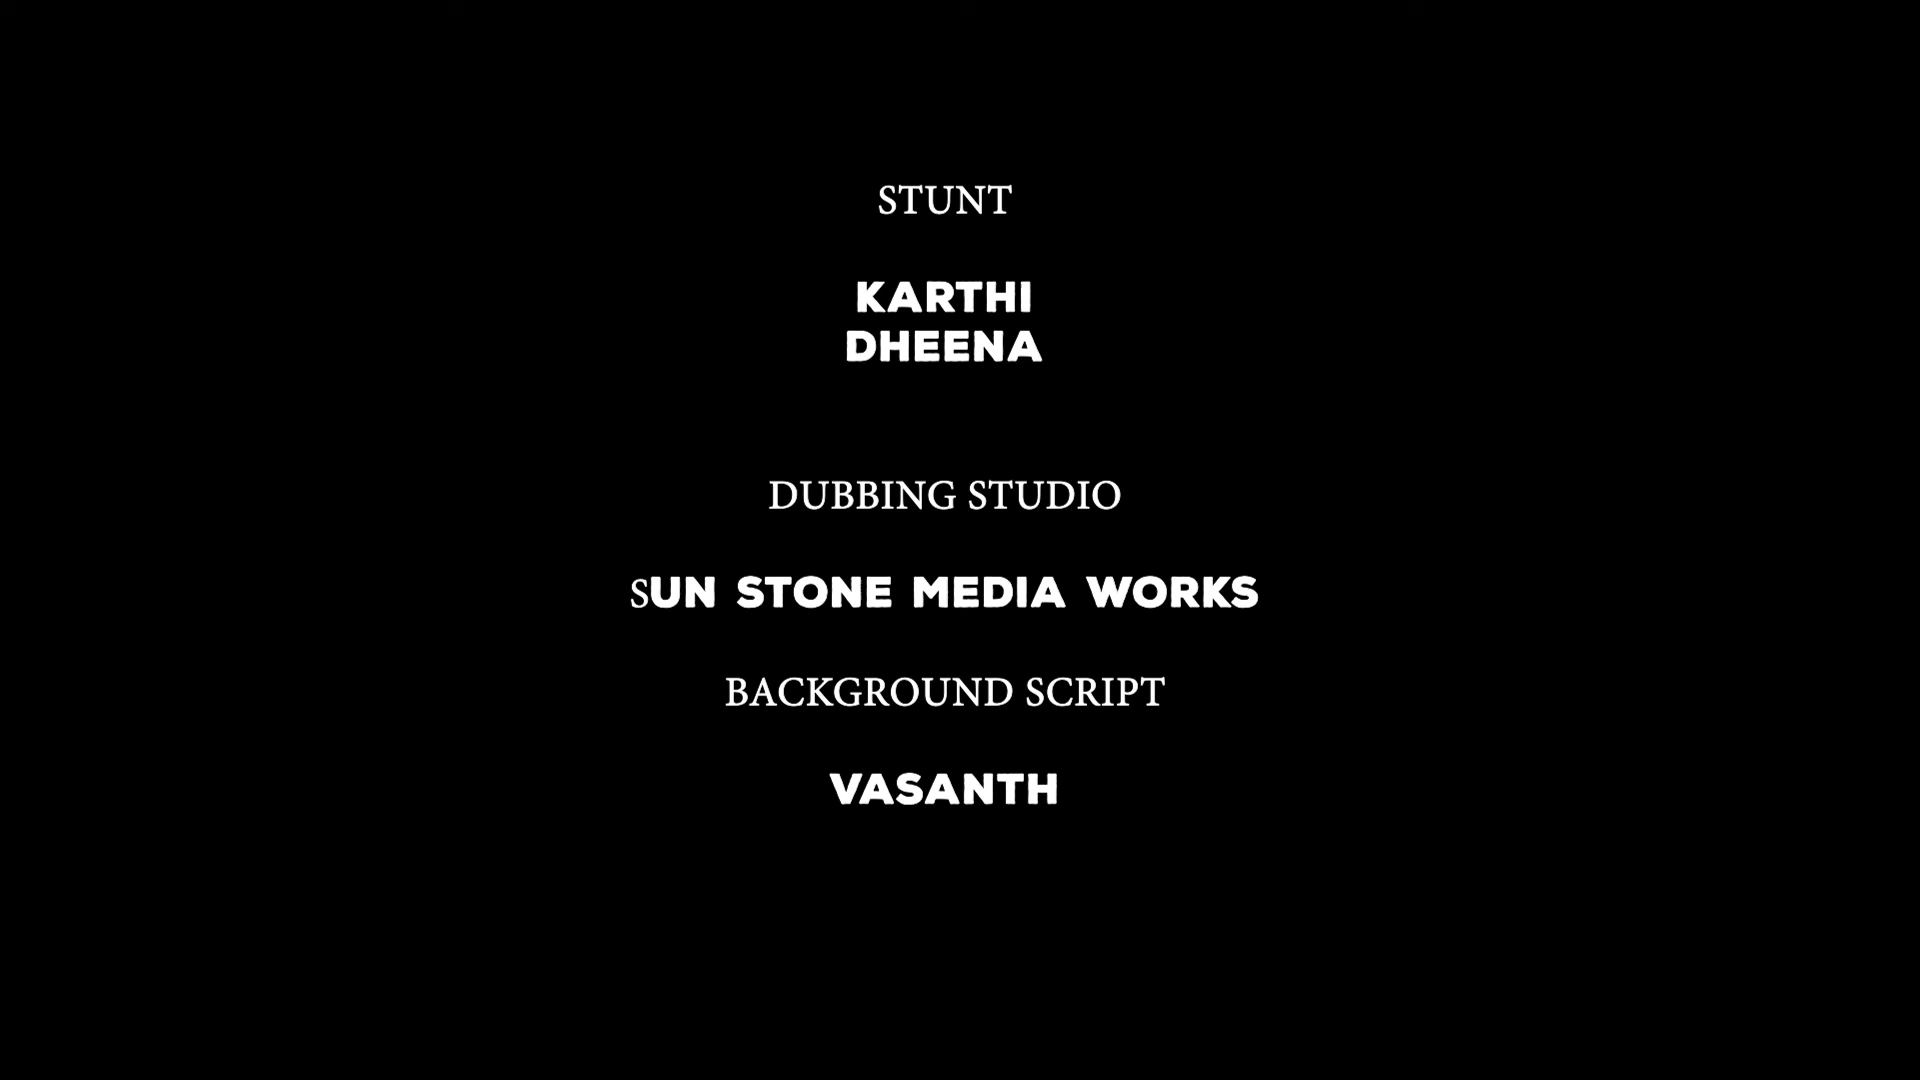 STUNT
KARTHI
DHEENA
DUBBING STUDIO
SUN STONE MEDIA WORKS
BACKGROUND SCRIPT
VASANTH